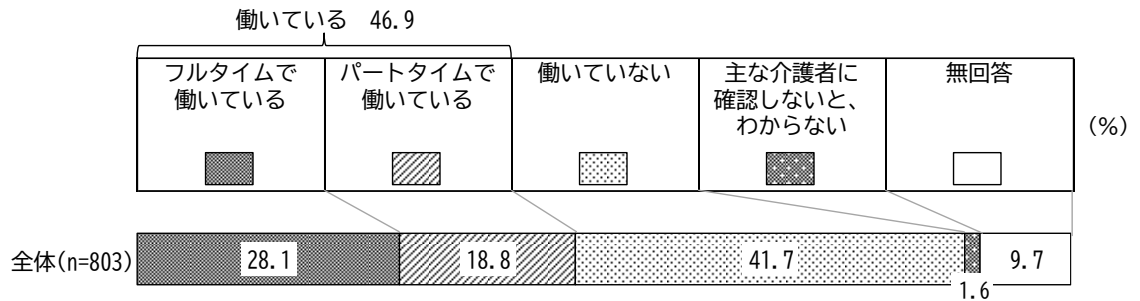 働いている 46.9
フルタイムで
働いている
パートタイムで
働いている
働いていない
主な介護者に
確認しないと、
わからない
無回答
(%)
全体(n=803)
28.1
18.8
41.7
1.6
9.7